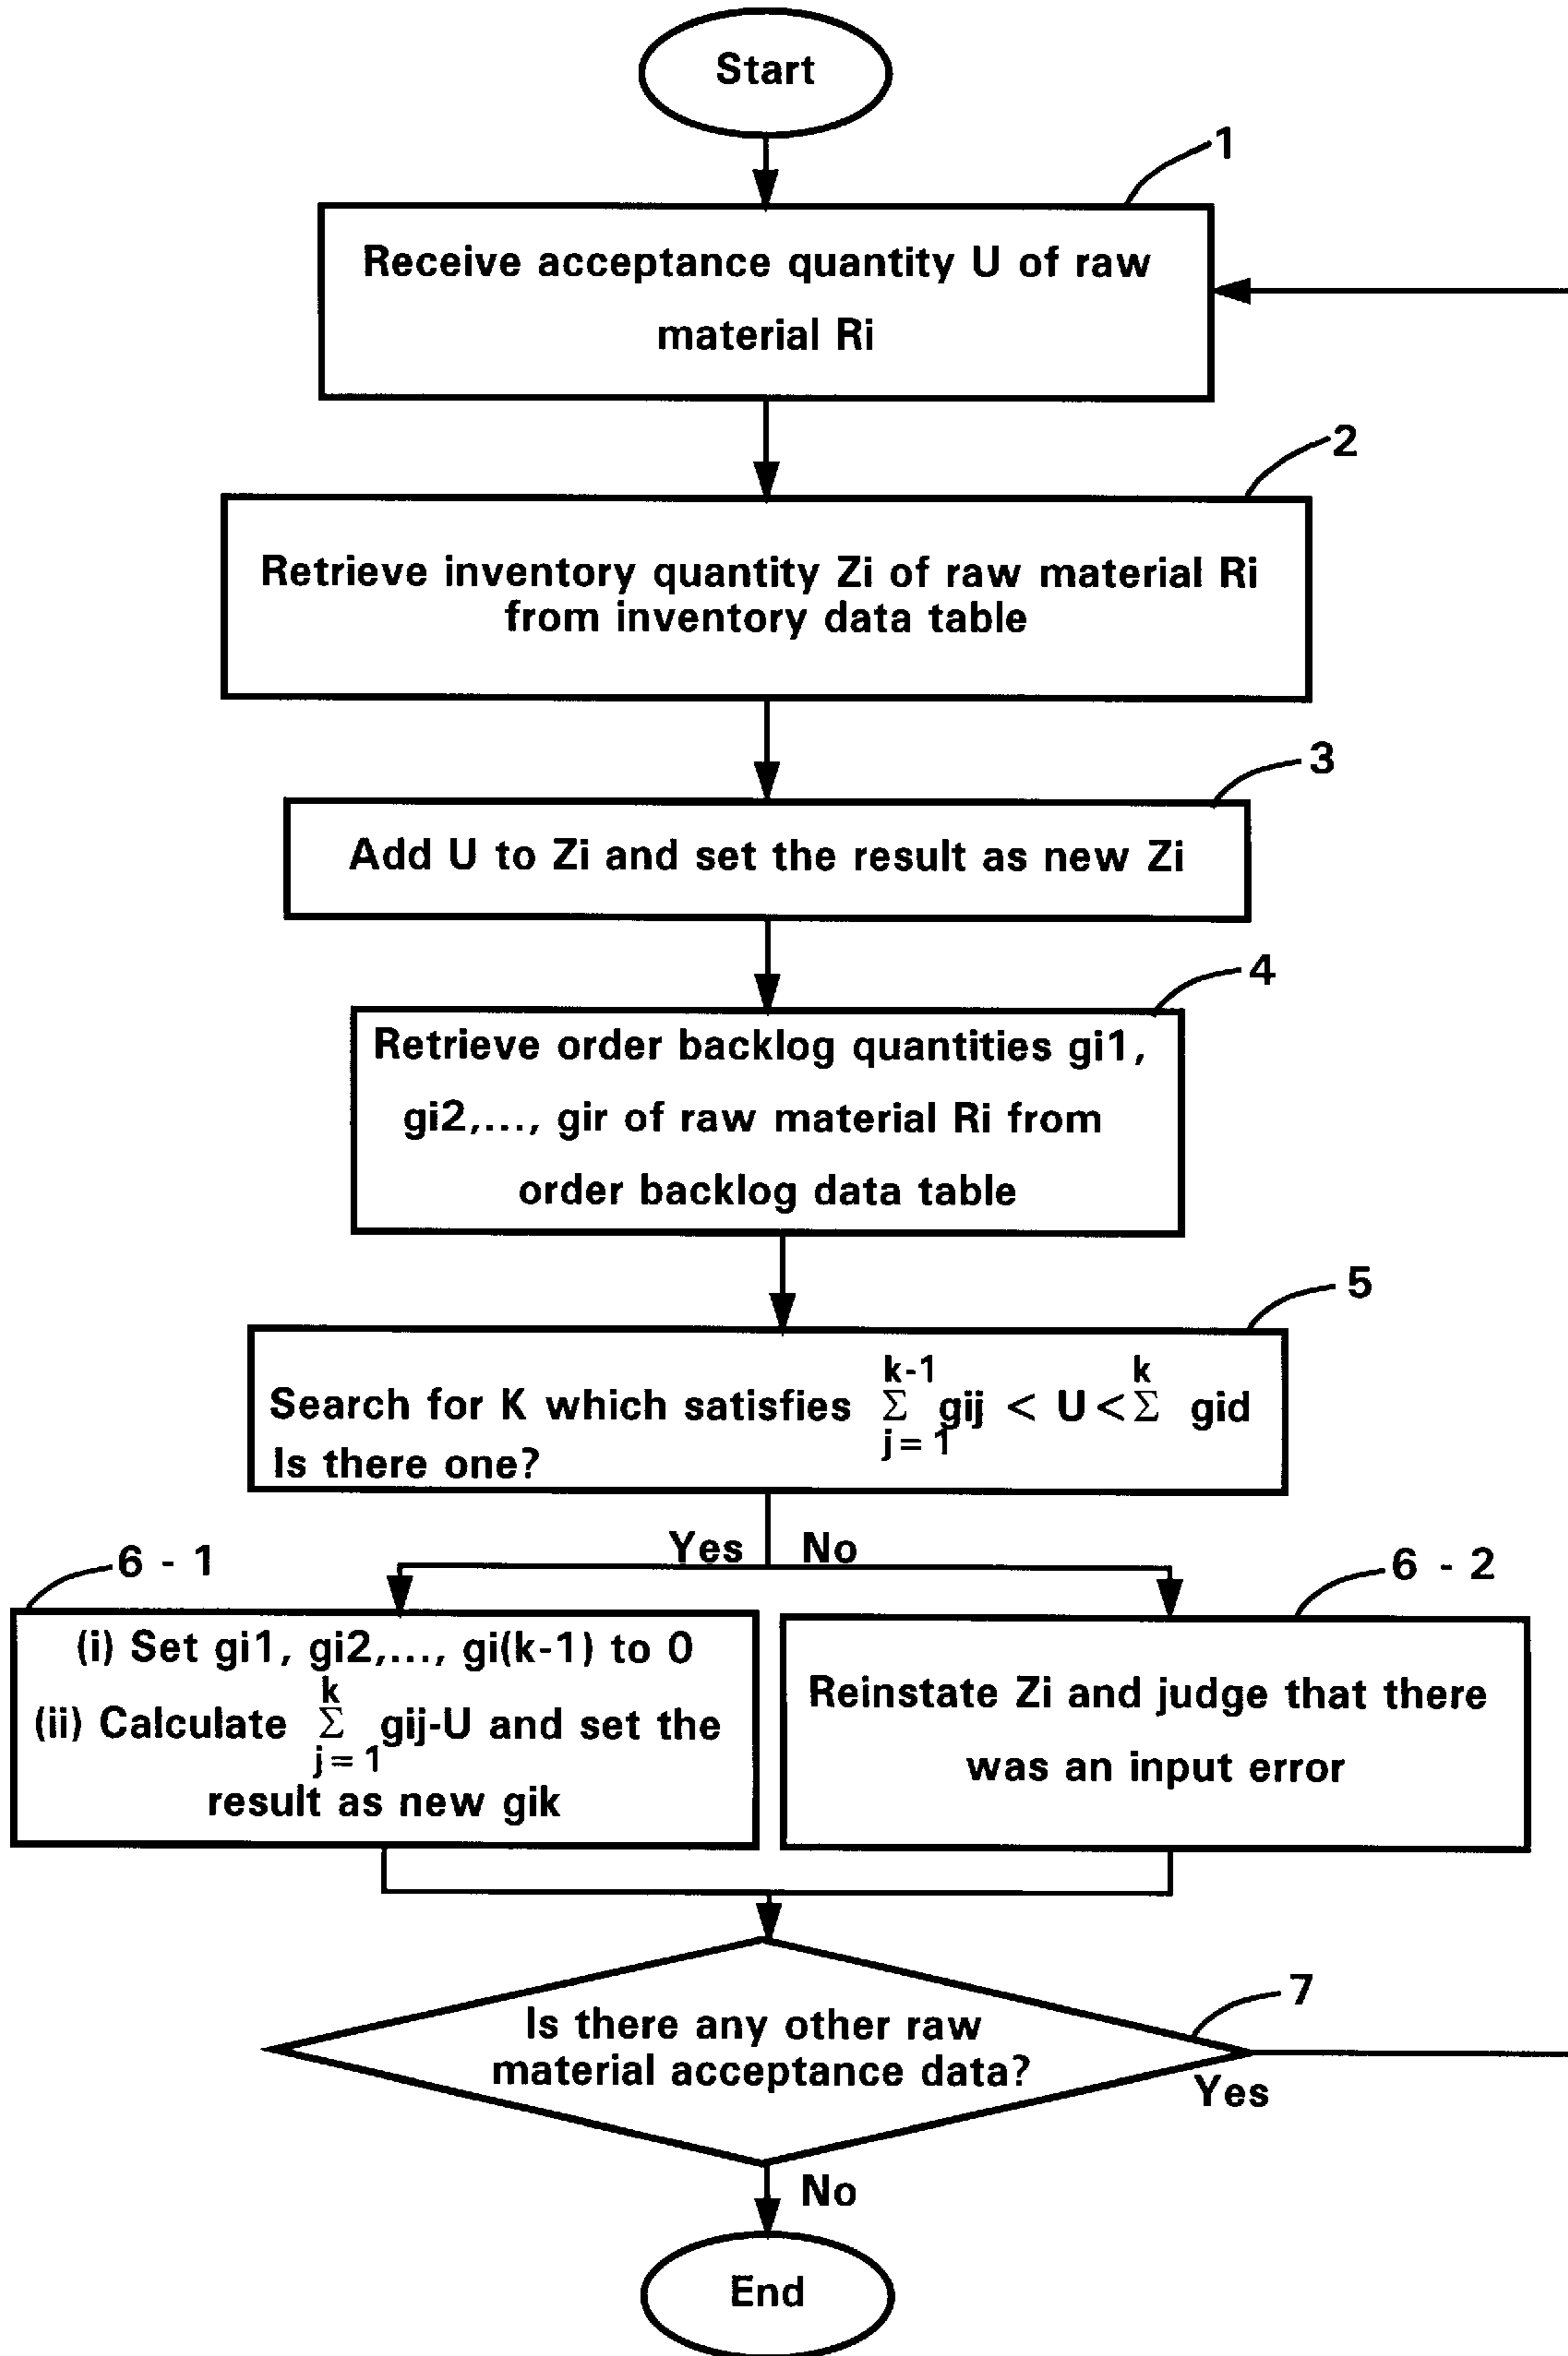 Start
1
Receive acceptance quantity U of raw
material Ri
2
Retrieve inventory quantity Zi of raw material Ri
from inventory data table
3
Add U to Zi and set the result as new Zi
4
Retrieve order backlog quantities gi1,
gi2,..., gir of raw material Ri from
order backlog data table
5
k-1 k
Search for K which satisfies Σ gij < U < Σ gid
j = 1
Is there one?
Yes No
6 - 1
6 - 2
(i) Set gi1, gi2,..., gi(k-1) to 0
k
(ii) Calculate Σ gij-U and set the
j = 1
result as new gik
Reinstate Zi and judge that there
was an input error
7
Is there any other raw
material acceptance data?
Yes
No
End